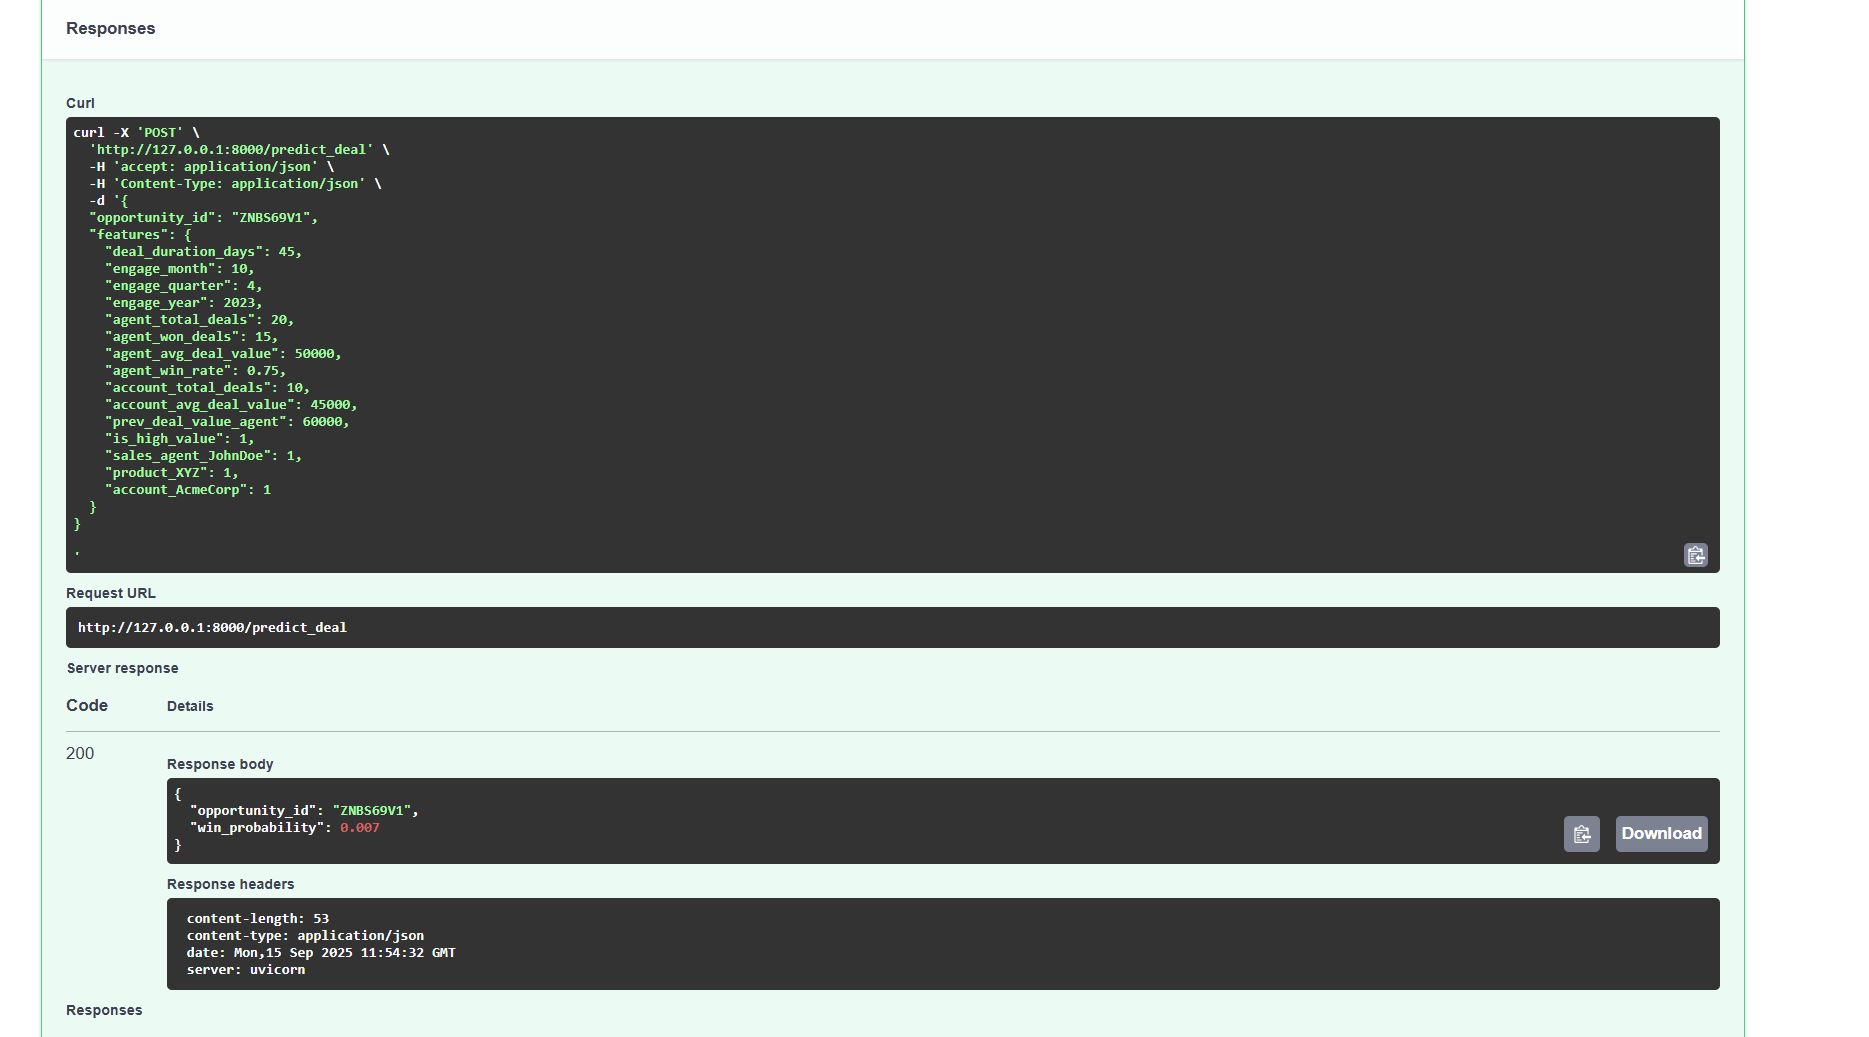 Responses
Curl
curl -X 'POST' \
  'http://127.0.0.1:8000/predict_deal' \
  -H 'accept: application/json' \
  -H 'Content-Type: application/json' \
  -d '{
  "opportunity_id": "ZNBS69V1",
  "features": {
    "deal_duration_days": 45,
    "engage_month": 10,
    "engage_quarter": 4,
    "engage_year": 2023,
    "agent_total_deals": 20,
    "agent_won_deals": 15,
    "agent_avg_deal_value": 50000,
    "agent_win_rate": 0.75,
    "account_total_deals": 10,
    "account_avg_deal_value": 45000,
    "prev_deal_value_agent": 60000,
    "is_high_value": 1,
    "sales_agent_JohnDoe": 1,
    "product_XYZ": 1,
    "account_AcmeCorp": 1
  }
}
'
Request URL
http://127.0.0.1:8000/predict_deal
Server response
Code Details
200
Response body
{
  "opportunity_id": "ZNBS69V1",
  "win_probability": 0.007
}
Download
Response headers
content-length: 53
content-type: application/json
date: Mon,15 Sep 2025 11:54:32 GMT
server: uvicorn
Responses